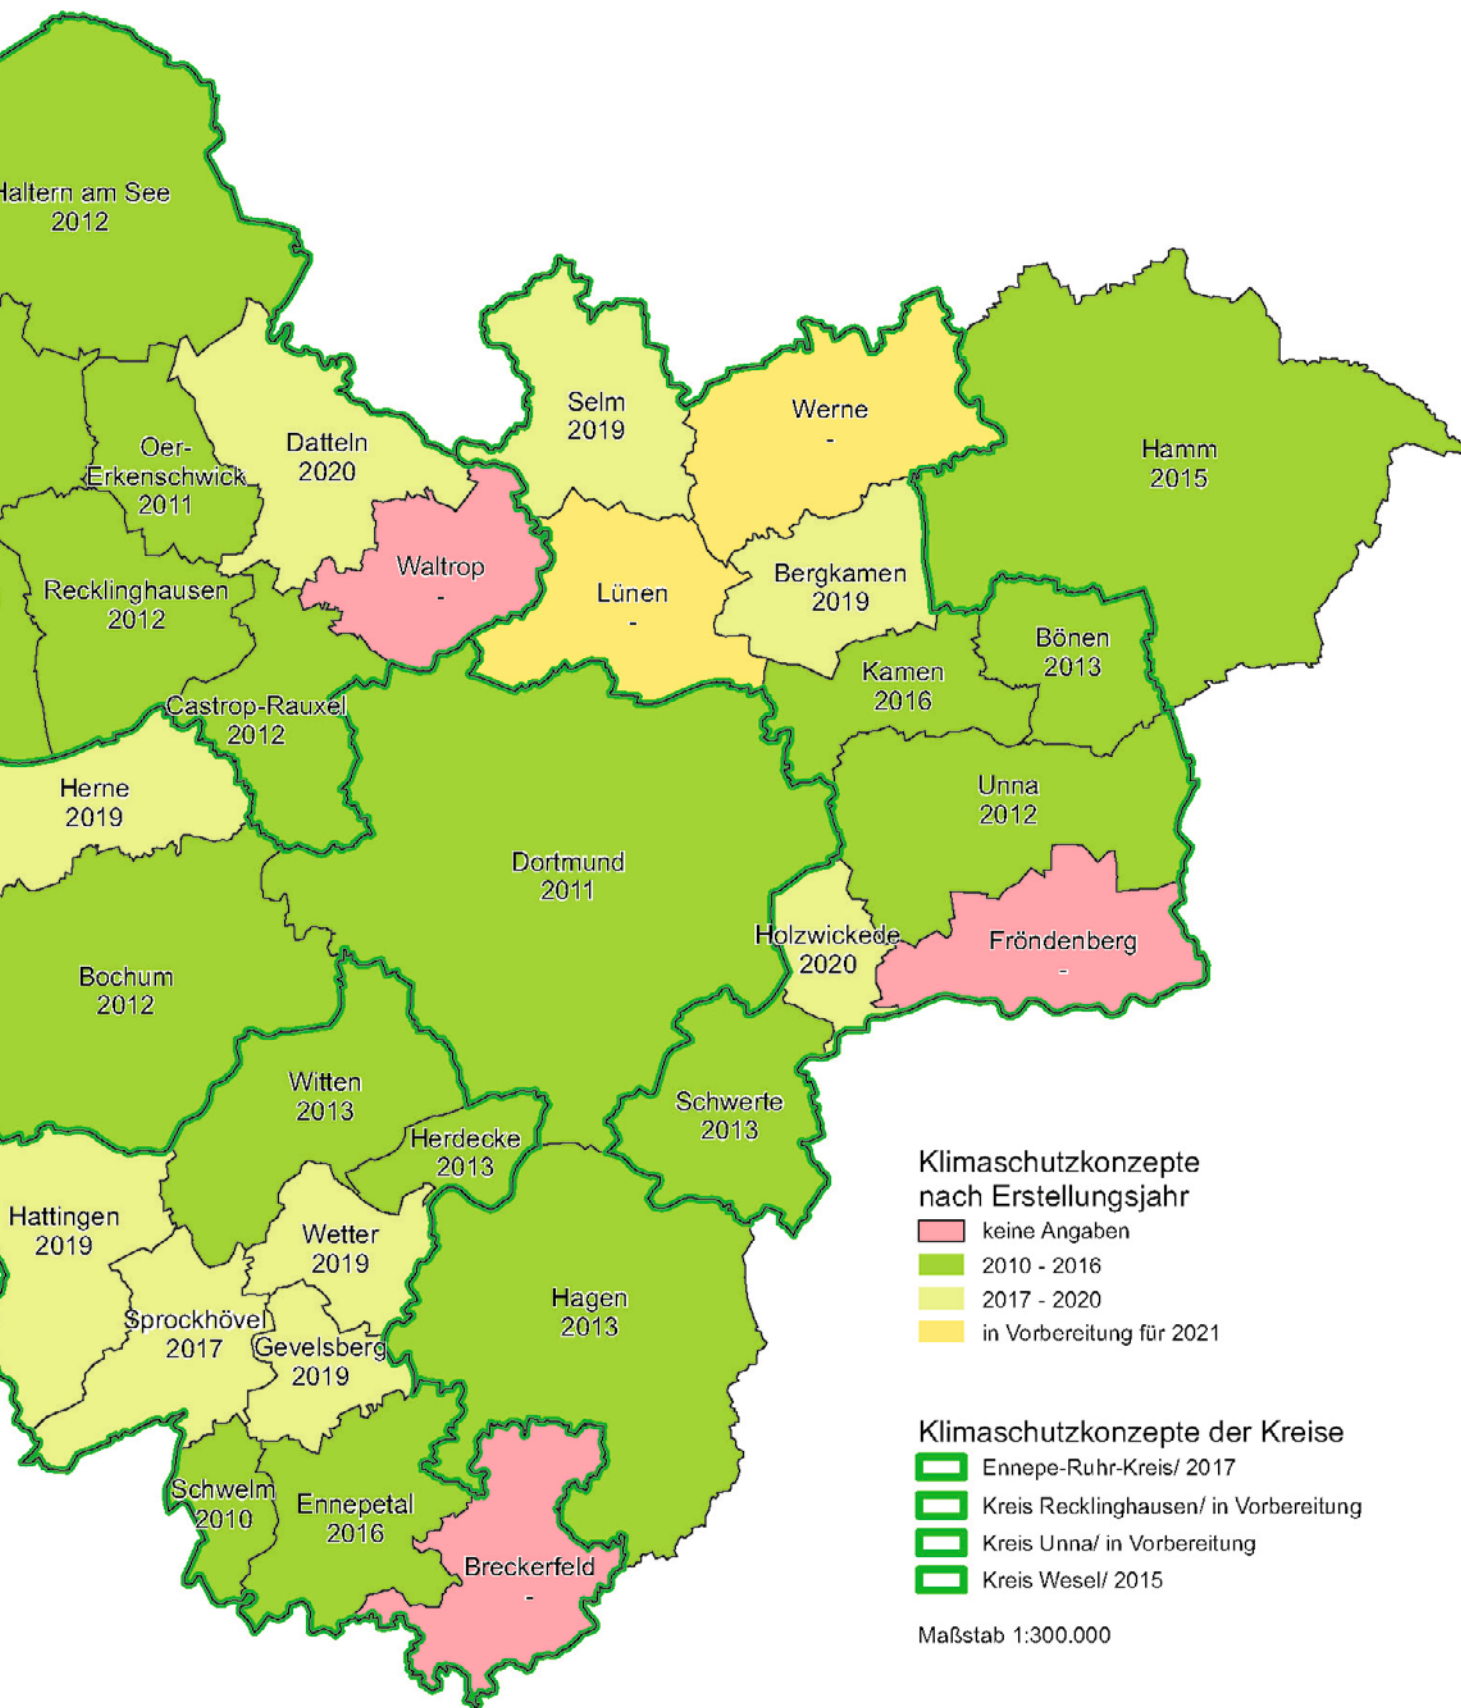 Haltern am See
2012
Selm
2019
Werne
-
Hamm
2015
Datteln
2020
Oer-
Erkenschwick
2011
Waltrop
-
Lünen
-
Bergkamen
2019
Recklinghausen
2012
Bönen
2013
Kamen
2016
Castrop-Rauxel
2012
Herne
2019
Unna
2012
Dortmund
2011
Holzwickede
2020
Fröndenberg
-
Bochum
2012
Witten
2013
Schwerte
2013
Herdecke
2013
Hattingen
2019
Wetter
2019
Hagen
2013
Sprockhövel
2017
Gevelsberg
2019
Schwelm
2010
Ennepetal
2016
Breckerfeld
-
Klimaschutzkonzepte
nach Erstellungsjahr
keine Angaben
2010 - 2016
2017 - 2020
in Vorbereitung für 2021
Klimaschutzkonzepte der Kreise
Ennepe-Ruhr-Kreis/ 2017
Kreis Recklinghausen/ in Vorbereitung
Kreis Unna/ in Vorbereitung
Kreis Wesel/ 2015
Maßstab 1:300.000